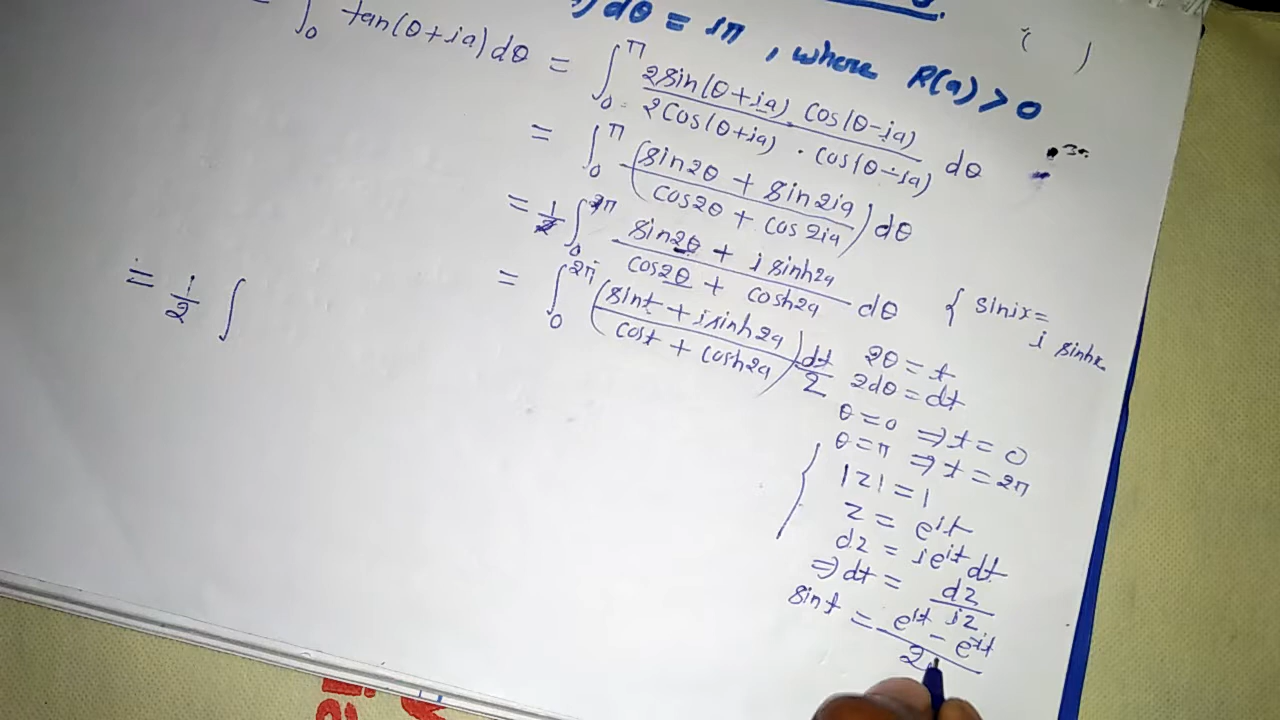 ) dθ = iπ, where R(a) > 0
( )
= ∫₀ tan(θ+ia) dθ = ∫₀^π 2sin(θ+ia) cos(θ-ia) / 2cos(θ+ia) · cos(θ-ia) dθ
= ∫₀^π (sin2θ + sin2ia / cos2θ + cos2ia) dθ
= 1/2 ∫₀^2π sin2θ + i sinh2a / cos2θ + cosh2a dθ { sinix = i sinhx
= ∫₀^2π (sint + i sinh2a / cost + cosh2a) dt/2
= i/2 ∫
2θ = t
2dθ = dt
θ = 0 ⇒ t = 0
θ = π ⇒ t = 2π
|z| = 1
z = e^it
dz = ie^it dt
⇒ dt = dz/iz
sint = e^it - e^-it / 2